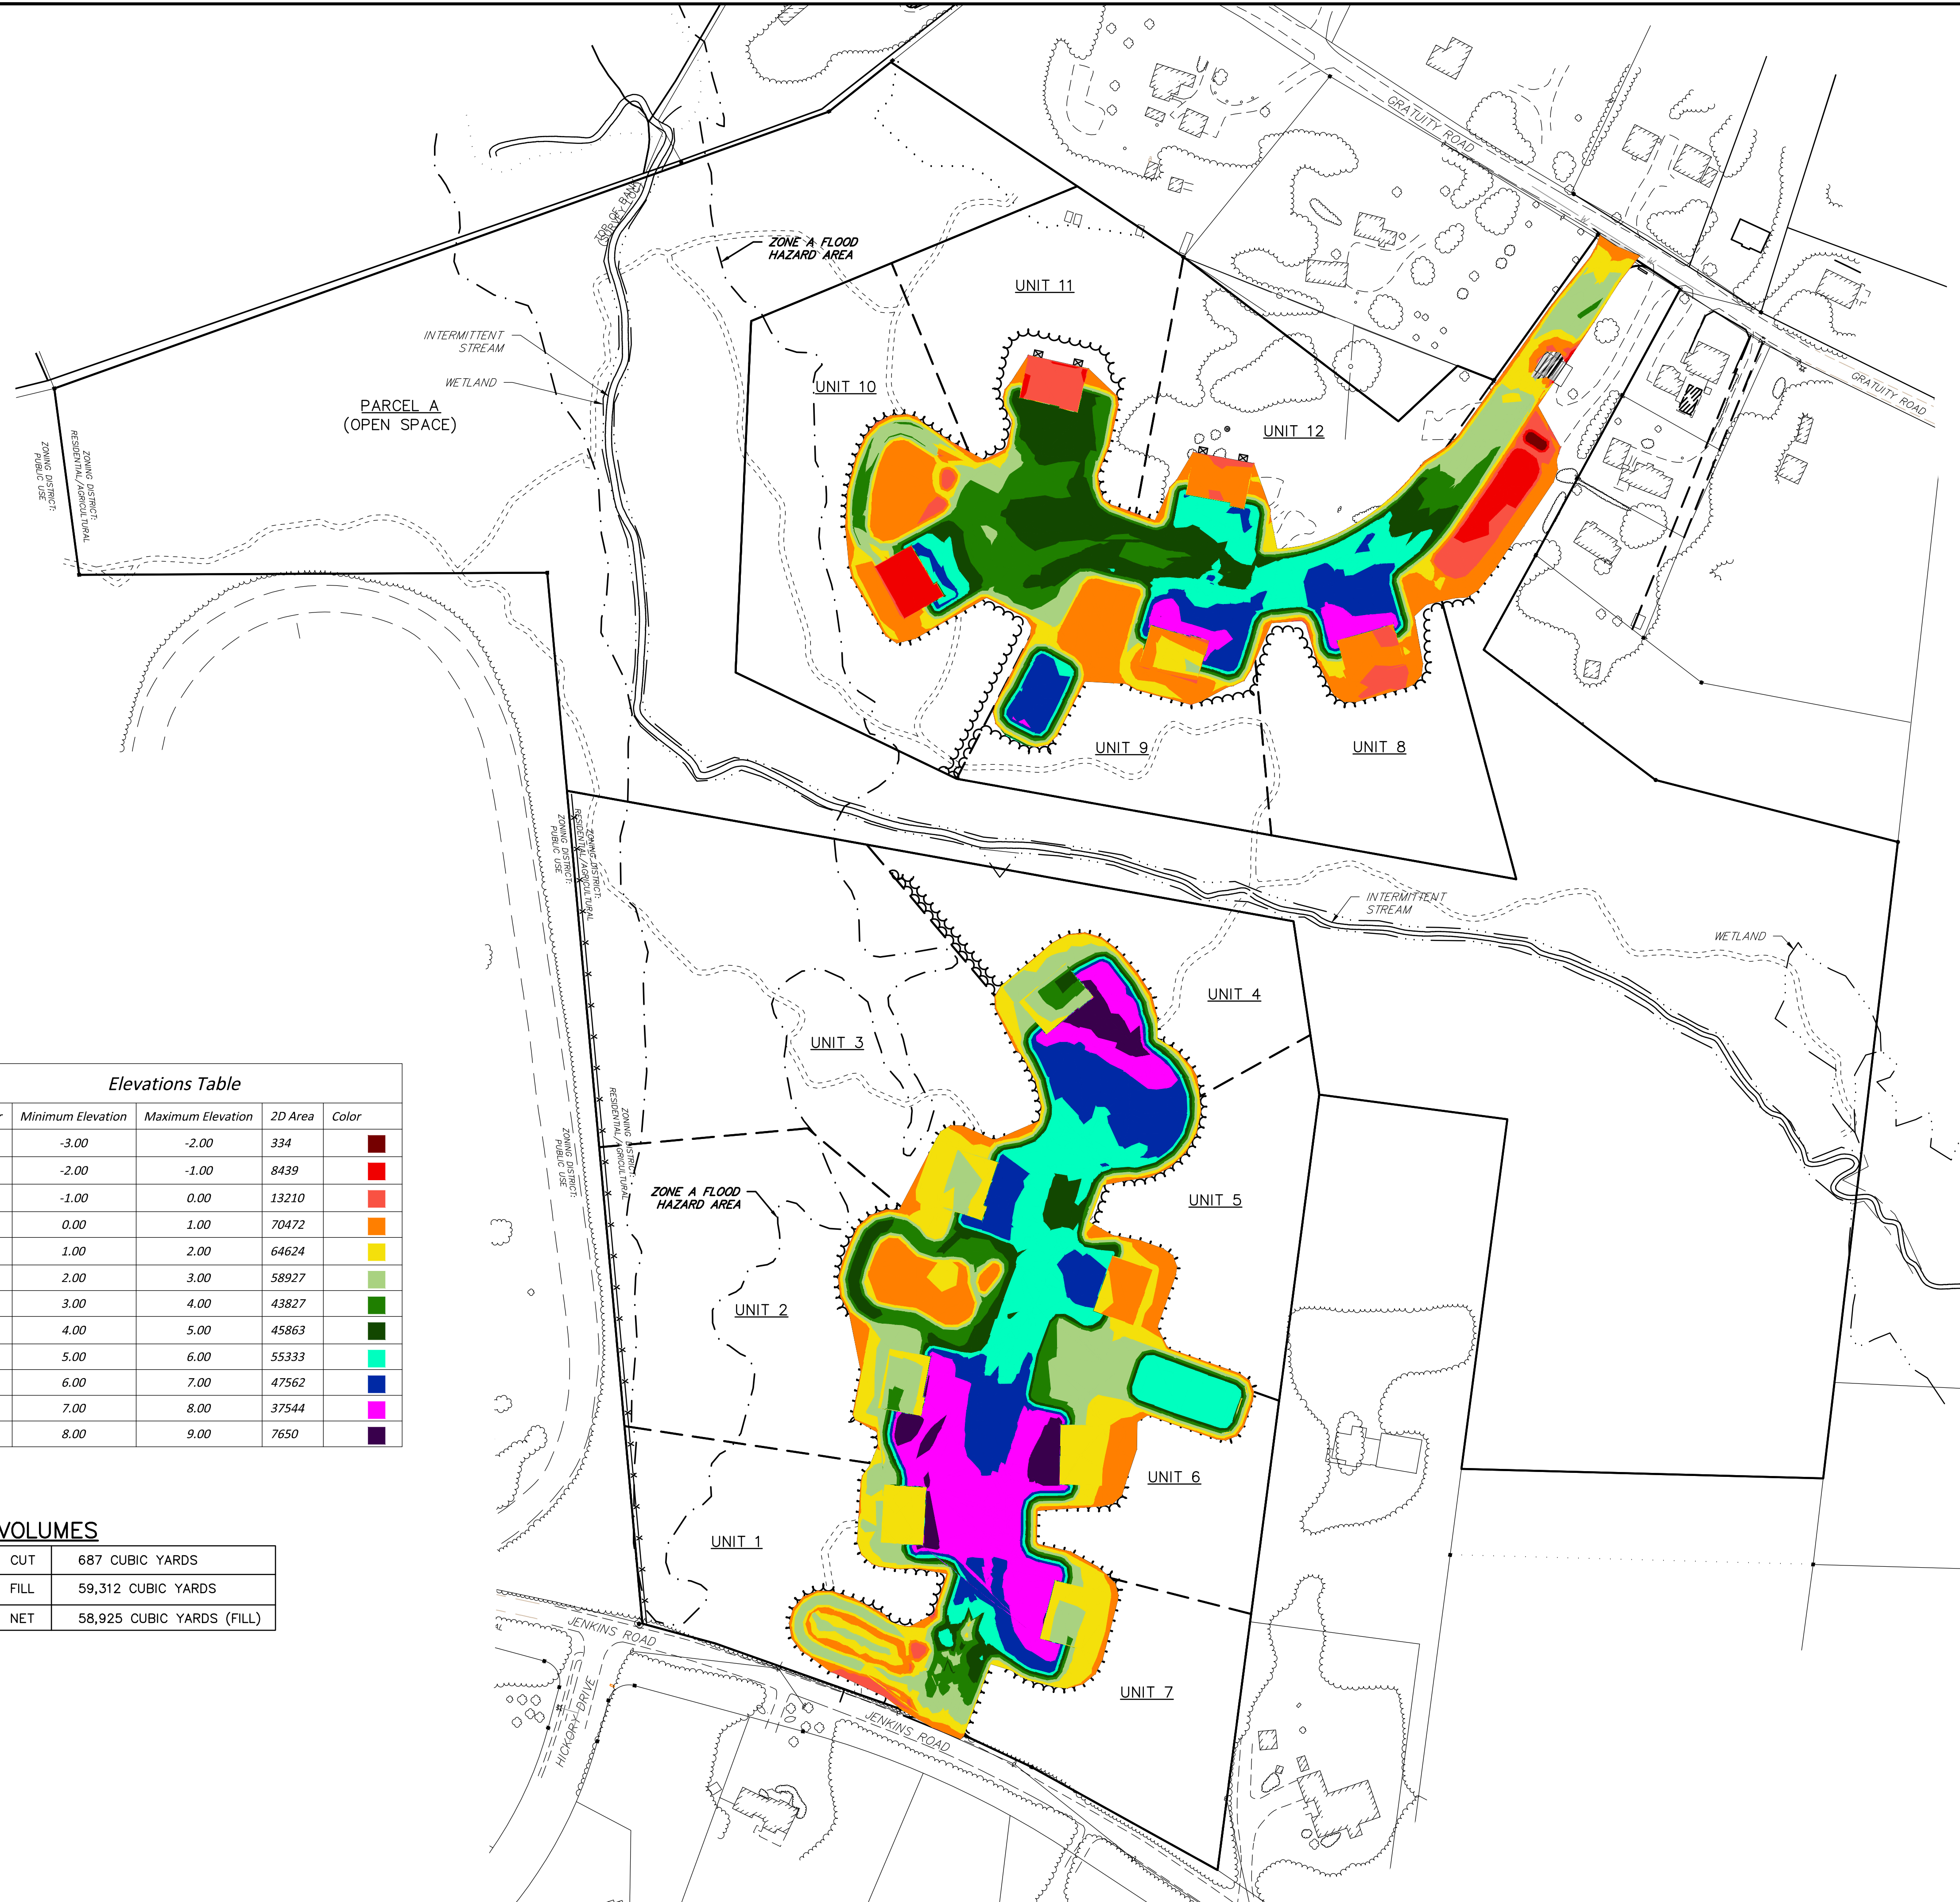 GRATUITY ROAD
TOP OF BANK
(SURVEY LOC)
ZONE A FLOOD
HAZARD AREA
UNIT 11
INTERMITTENT
STREAM
WETLAND
UNIT 10
PARCEL A
(OPEN SPACE)
GRATUITY ROAD
UNIT 12
ZONING DISTRICT:
RESIDENTIAL/AGRICULTURAL
ZONING DISTRICT:
PUBLIC USE
UNIT 9
UNIT 8
ZONING DISTRICT:
RESIDENTIAL/AGRICULTURAL
ZONING DISTRICT:
PUBLIC USE
INTERMITTENT
STREAM
WETLAND
UNIT 4
UNIT 3
Elevations Table
Minimum Elevation Maximum Elevation 2D Area Color
-3.00 -2.00 334
-2.00 -1.00 8439
-1.00 0.00 13210
0.00 1.00 70472
1.00 2.00 64624
2.00 3.00 58927
3.00 4.00 43827
4.00 5.00 45863
5.00 6.00 55333
6.00 7.00 47562
7.00 8.00 37544
8.00 9.00 7650
ZONING DISTRICT:
RESIDENTIAL/AGRICULTURAL
ZONING DISTRICT:
PUBLIC USE
ZONE A FLOOD
HAZARD AREA
UNIT 5
UNIT 2
UNIT 6
UNIT 1
VOLUMES
CUT 687 CUBIC YARDS
FILL 59,312 CUBIC YARDS
NET 58,925 CUBIC YARDS (FILL)
JENKINS ROAD
HICKORY DRIVE
UNIT 7
JENKINS ROAD